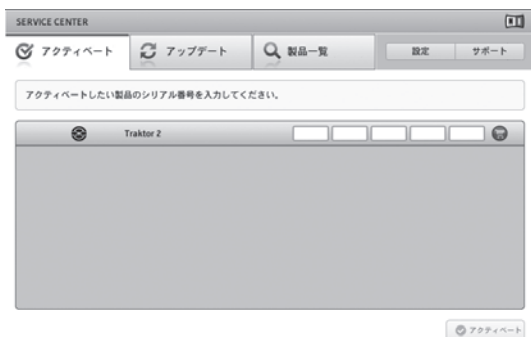 SERVICE CENTER
アクティベート アップデート 製品一覧 設定 サポート
アクティベートしたい製品のシリアル番号を入力してください。
Traktor 2
アクティベート